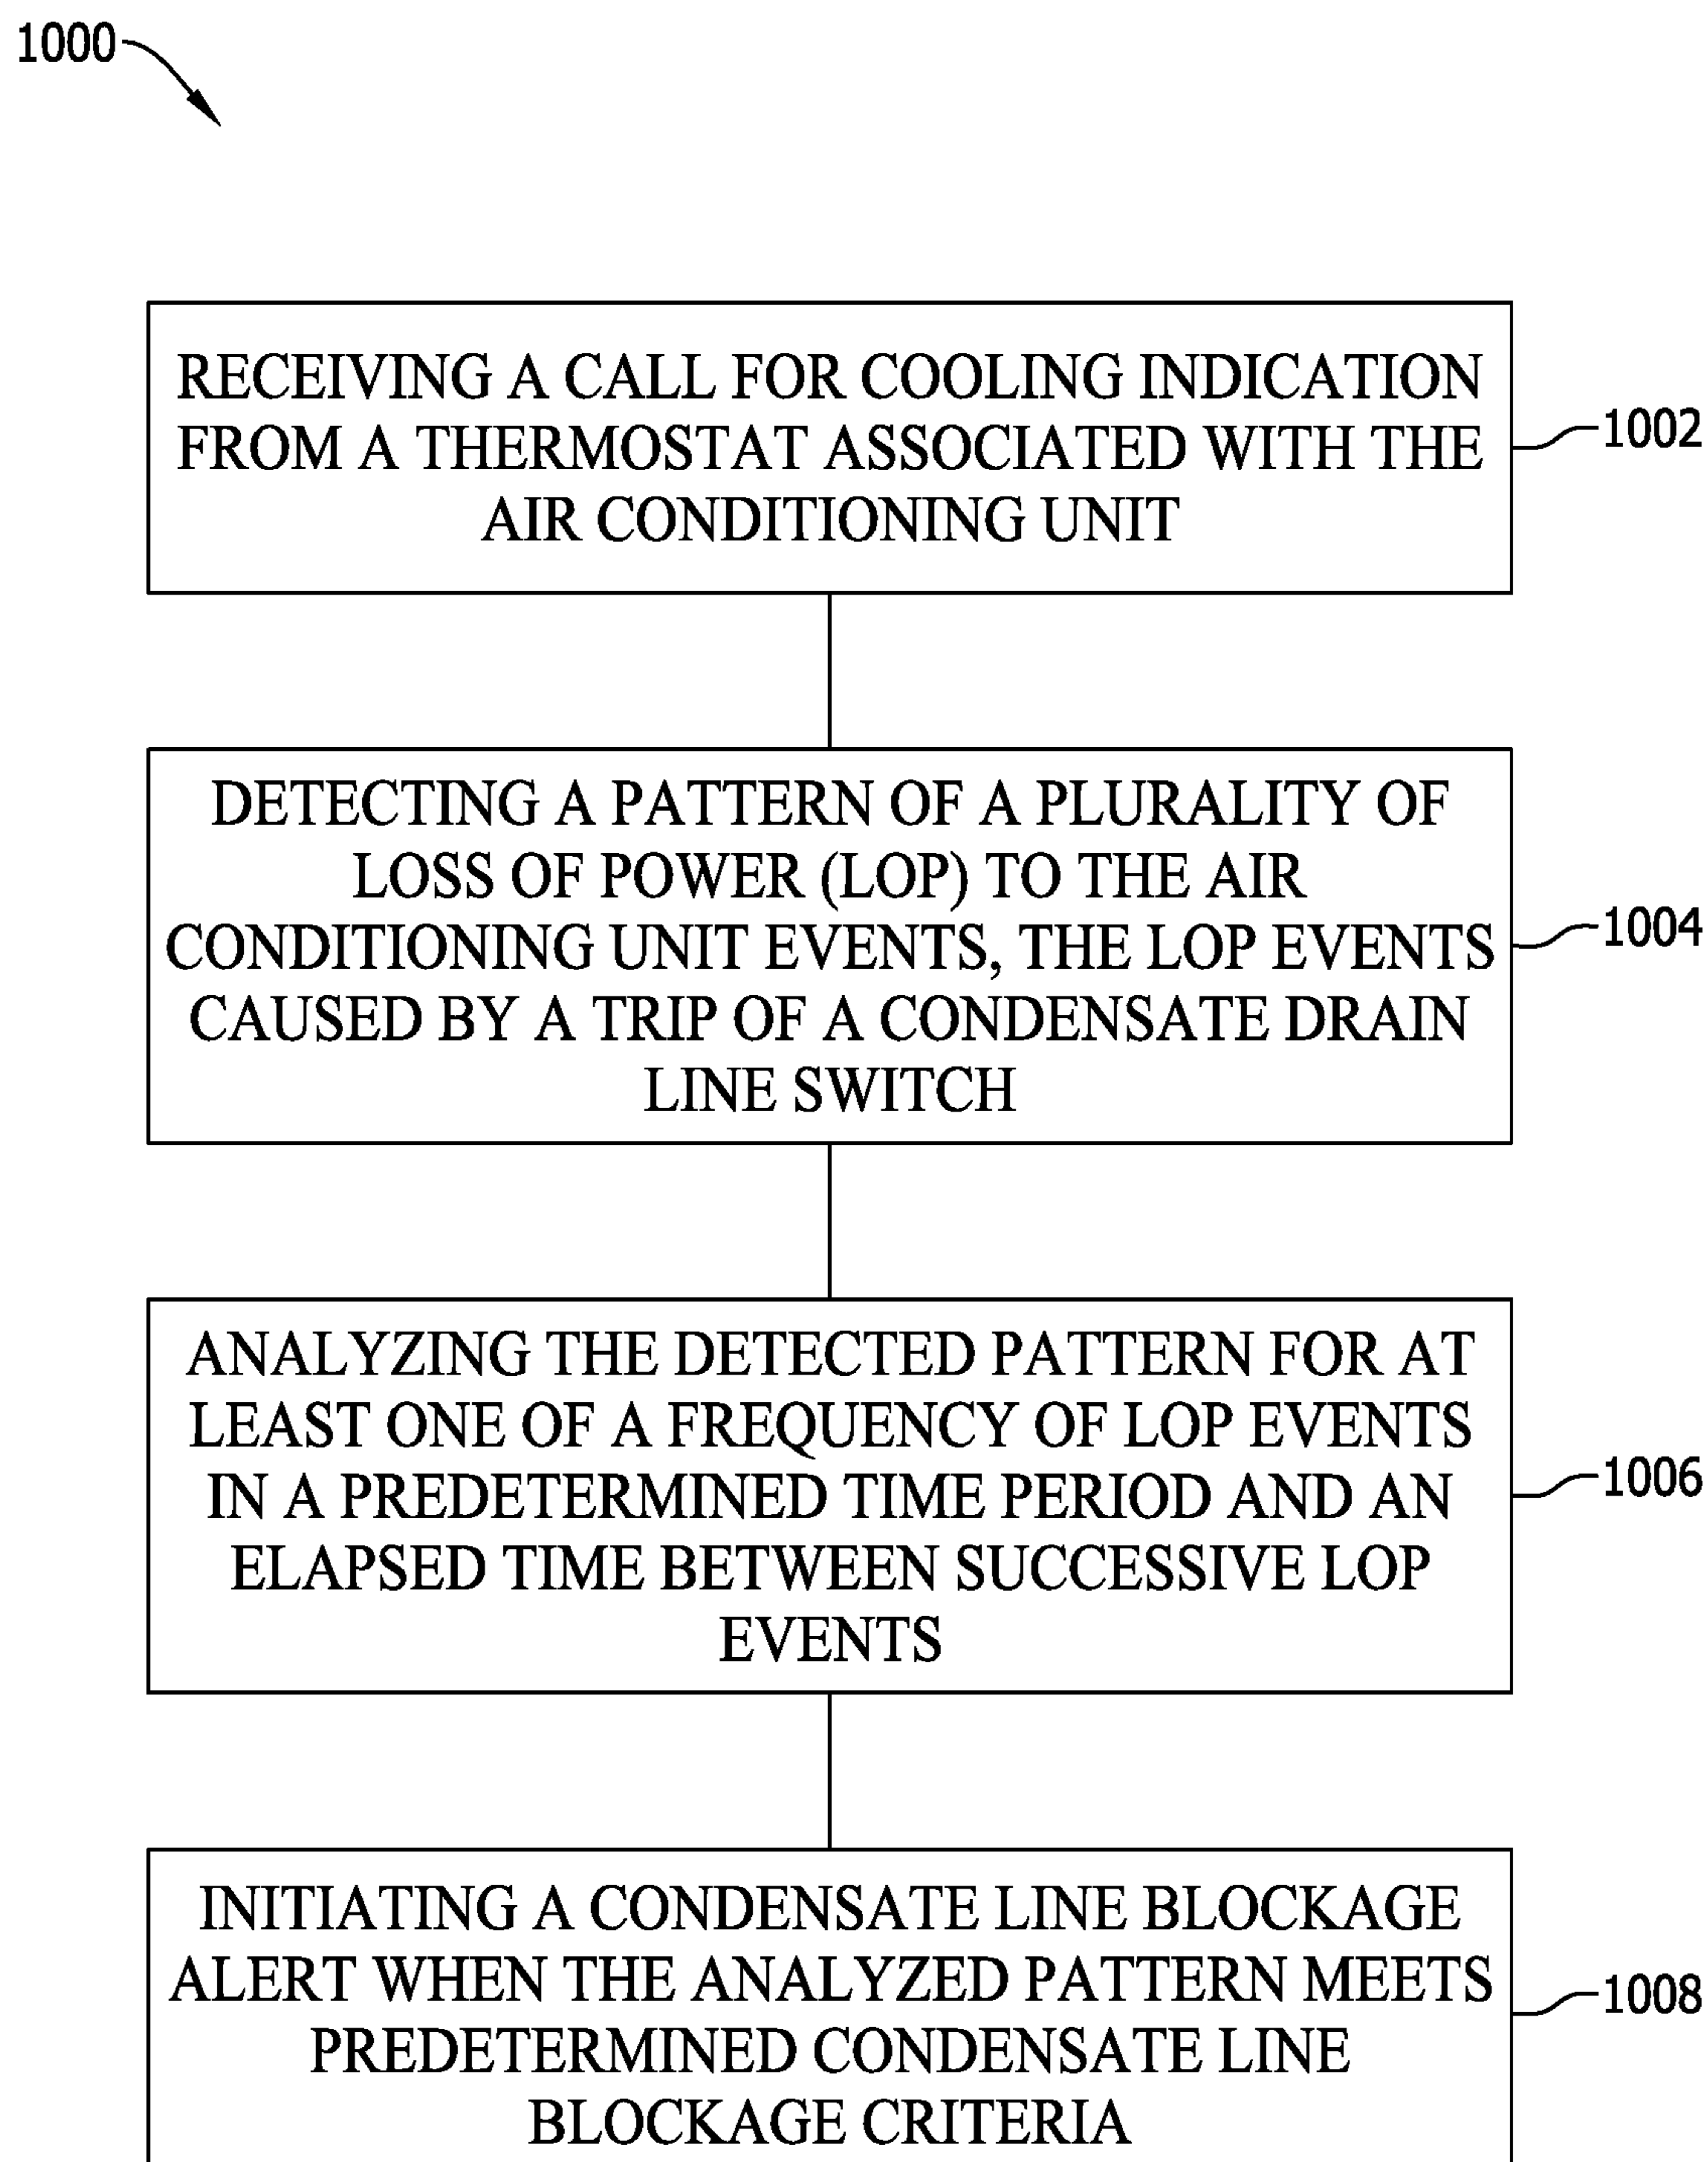 1000
RECEIVING A CALL FOR COOLING INDICATION
FROM A THERMOSTAT ASSOCIATED WITH THE
AIR CONDITIONING UNIT
1002
DETECTING A PATTERN OF A PLURALITY OF
LOSS OF POWER (LOP) TO THE AIR
CONDITIONING UNIT EVENTS, THE LOP EVENTS
CAUSED BY A TRIP OF A CONDENSATE DRAIN
LINE SWITCH
1004
ANALYZING THE DETECTED PATTERN FOR AT
LEAST ONE OF A FREQUENCY OF LOP EVENTS
IN A PREDETERMINED TIME PERIOD AND AN
ELAPSED TIME BETWEEN SUCCESSIVE LOP
EVENTS
1006
INITIATING A CONDENSATE LINE BLOCKAGE
ALERT WHEN THE ANALYZED PATTERN MEETS
PREDETERMINED CONDENSATE LINE
BLOCKAGE CRITERIA
1008